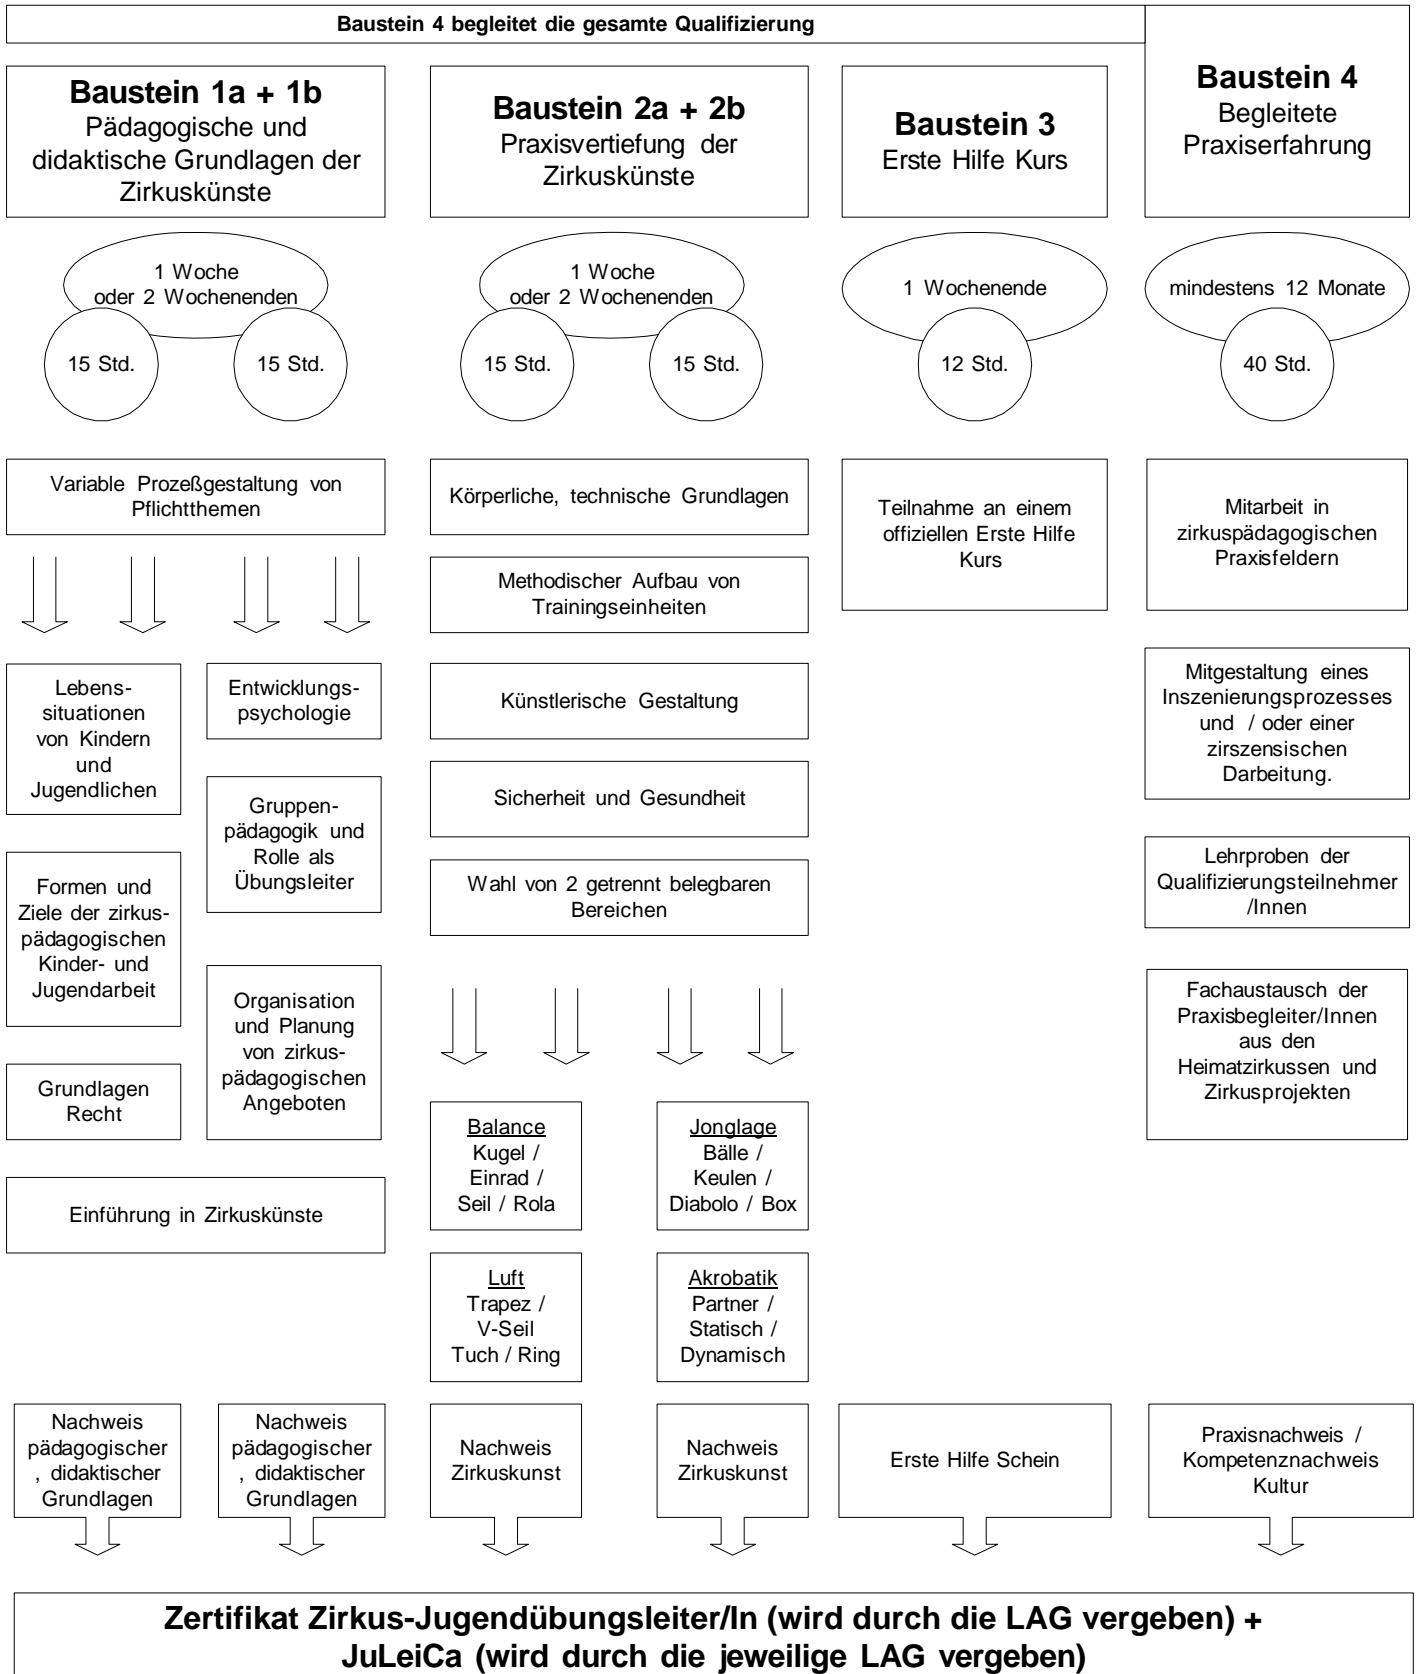 Baustein 4 begleitet die gesamte Qualifizierung
Baustein 1a + 1b
Pädagogische und
didaktische Grundlagen der
Zirkuskünste
Baustein 2a + 2b
Praxisvertiefung der
Zirkuskünste
Baustein 3
Erste Hilfe Kurs
Baustein 4
Begleitete
Praxiserfahrung
1 Woche
oder 2 Wochenenden
15 Std.
15 Std.
1 Woche
oder 2 Wochenenden
15 Std.
15 Std.
1 Wochenende
12 Std.
mindestens 12 Monate
40 Std.
Variable Prozeßgestaltung von
Pflichtthemen
Lebens-
situationen
von Kindern
und
Jugendlichen
Entwicklungs-
psychologie
Gruppen-
pädagogik und
Rolle als
Übungsleiter
Formen und
Ziele der zirkus-
pädagogischen
Kinder- und
Jugendarbeit
Organisation
und Planung
von zirkus-
pädagogischen
Angeboten
Grundlagen
Recht
Einführung in Zirkuskünste
Körperliche, technische Grundlagen
Methodischer Aufbau von
Trainingseinheiten
Künstlerische Gestaltung
Sicherheit und Gesundheit
Wahl von 2 getrennt belegbaren
Bereichen
Balance
Kugel /
Einrad /
Seil / Rola
Jonglage
Bälle /
Keulen /
Diabolo / Box
Luft
Trapez /
V-Seil
Tuch / Ring
Akrobatik
Partner /
Statisch /
Dynamisch
Teilnahme an einem
offiziellen Erste Hilfe
Kurs
Mitarbeit in
zirkuspädagogischen
Praxisfeldern
Mitgestaltung eines
Inszenierungsprozesses
und / oder einer
zirszensischen
Darbeitung.
Lehrproben der
Qualifizierungsteilnehmer
/Innen
Fachaustausch der
Praxisbegleiter/Innen
aus den
Heimatzirkussen und
Zirkusprojekten
Nachweis
pädagogischer
, didaktischer
Grundlagen
Nachweis
pädagogischer
, didaktischer
Grundlagen
Nachweis
Zirkuskunst
Nachweis
Zirkuskunst
Erste Hilfe Schein
Praxisnachweis /
Kompetenznachweis
Kultur
Zertifikat Zirkus-Jugendübungsleiter/In (wird durch die LAG vergeben) +
JuLeiCa (wird durch die jeweilige LAG vergeben)